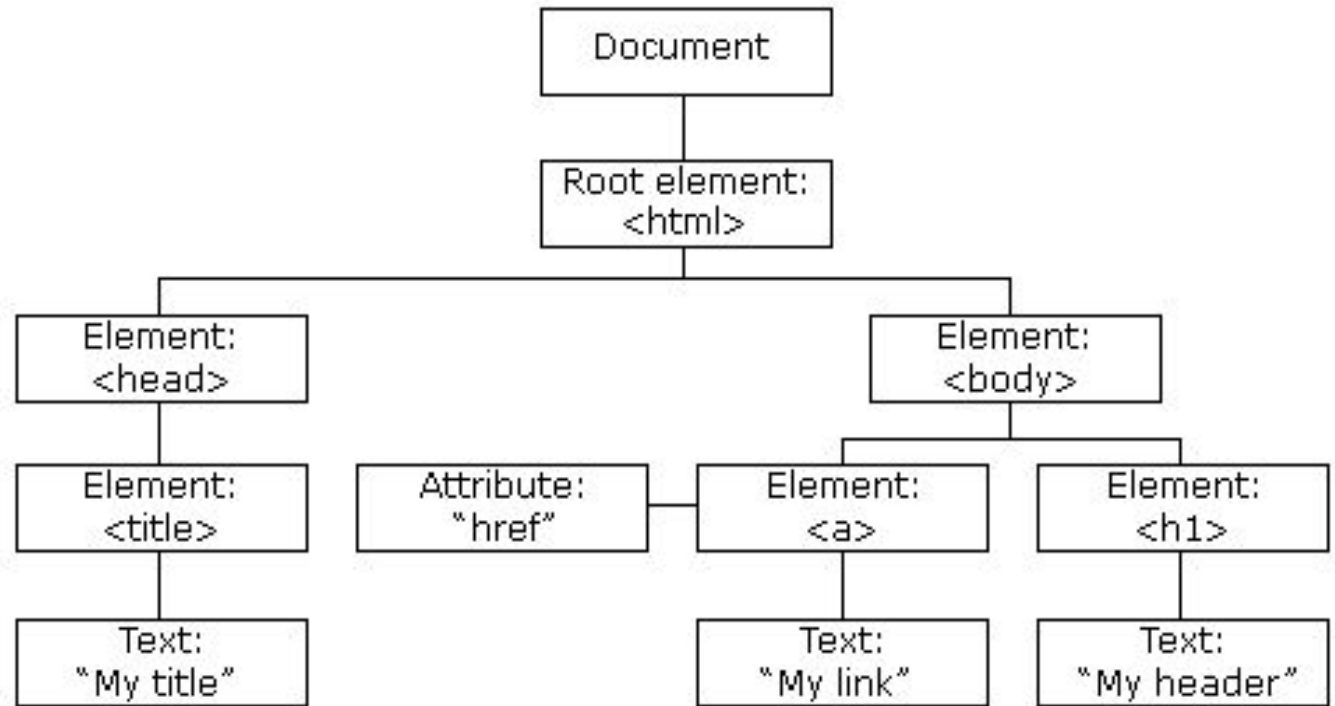 Document
Root element:
<html>
Element:
<head>
Element:
<body>
Element:
<title>
Attribute:
“href”
Element:
<a>
Element:
<h1>
Text:
“My title”
Text:
“My link”
Text:
“My header”